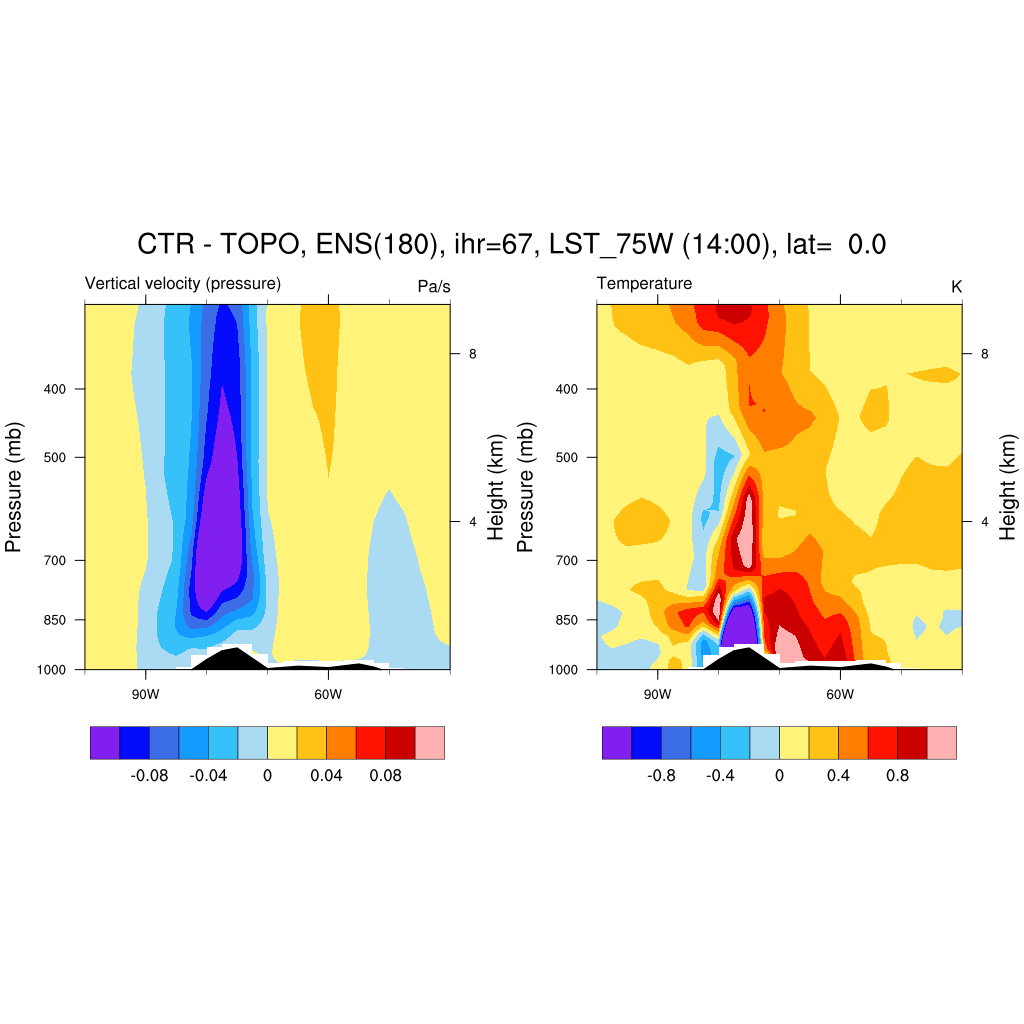 CTR - TOPO, ENS(180), ihr=67, LST_75W (14:00), lat=  0.0
Vertical velocity (pressure)
Pa/s
Pressure (mb)
400
500
700
850
1000
90W
60W
8
4
Height (km)
-0.08
-0.04
0
0.04
0.08
Temperature
K
Pressure (mb)
400
500
700
850
1000
90W
60W
8
4
Height (km)
-0.8
-0.4
0
0.4
0.8